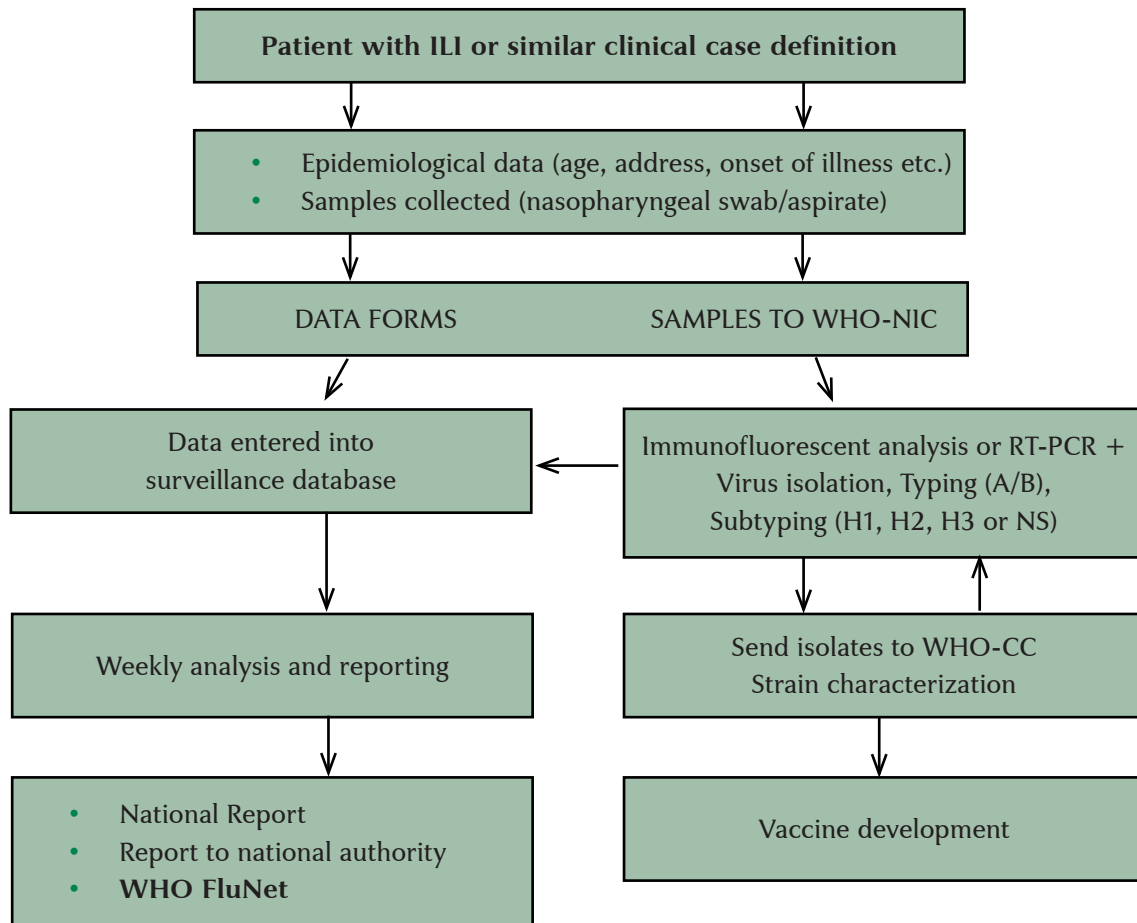 Patient with ILI or similar clinical case definition
• Epidemiological data (age, address, onset of illness etc.)
• Samples collected (nasopharyngeal swab/aspirate)
DATA FORMS
SAMPLES TO WHO-NIC
Data entered into
surveillance database
Immunofluorescent analysis or RT-PCR +
Virus isolation, Typing (A/B),
Subtyping (H1, H2, H3 or NS)
Weekly analysis and reporting
Send isolates to WHO-CC
Strain characterization
• National Report
• Report to national authority
• WHO FluNet
Vaccine development